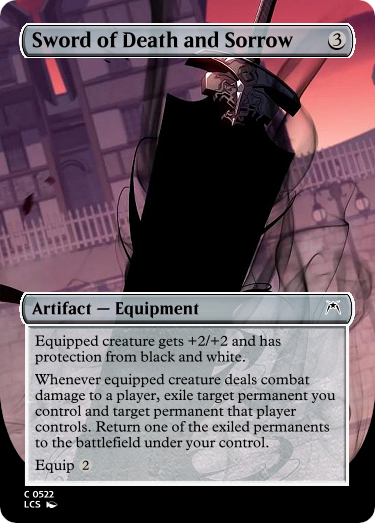 Sword of Death and Sorrow 3
Artifact — Equipment
Equipped creature gets +2/+2 and has
protection from black and white.
Whenever equipped creature deals combat
damage to a player, exile target permanent you
control and target permanent that player
controls. Return one of the exiled permanents
to the battlefield under your control.
Equip 2
C 0522
LCS